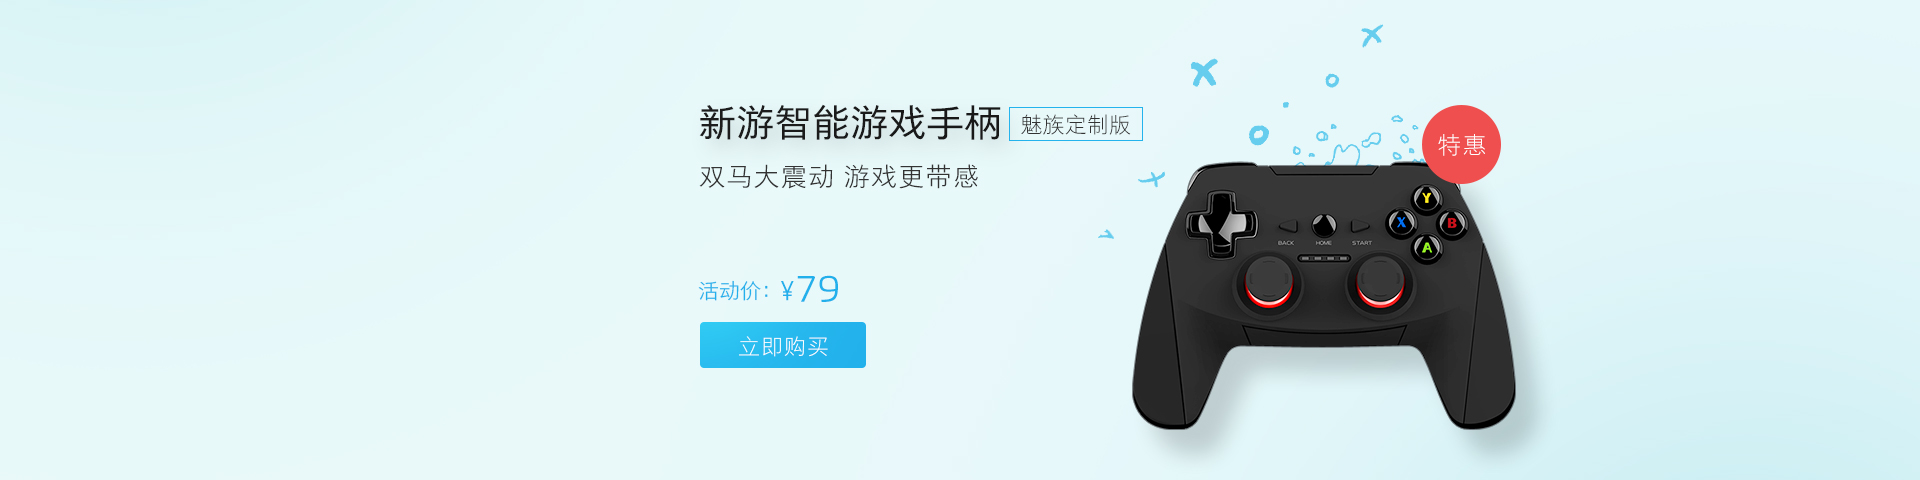 新游智能游戏手柄 魅族定制版
双马大震动 游戏更带感
活动价：¥79
立即购买
特惠
Y
X B
A
BACK HOME START